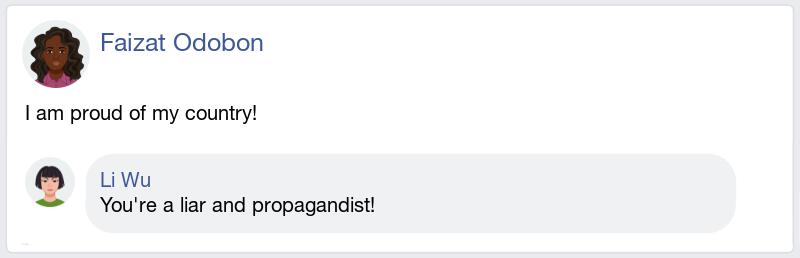 Faizat Odobon
I am proud of my country!
Li Wu
You're a liar and propagandist!